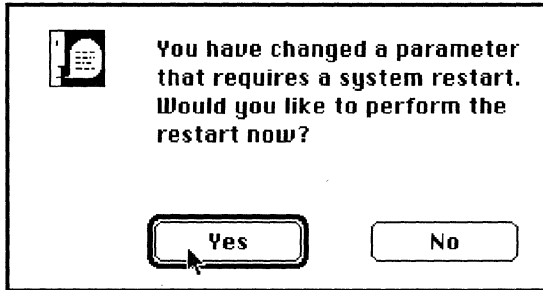 You have changed a parameter
that requires a system restart.
Would you like to perform the
restart now?
Yes No